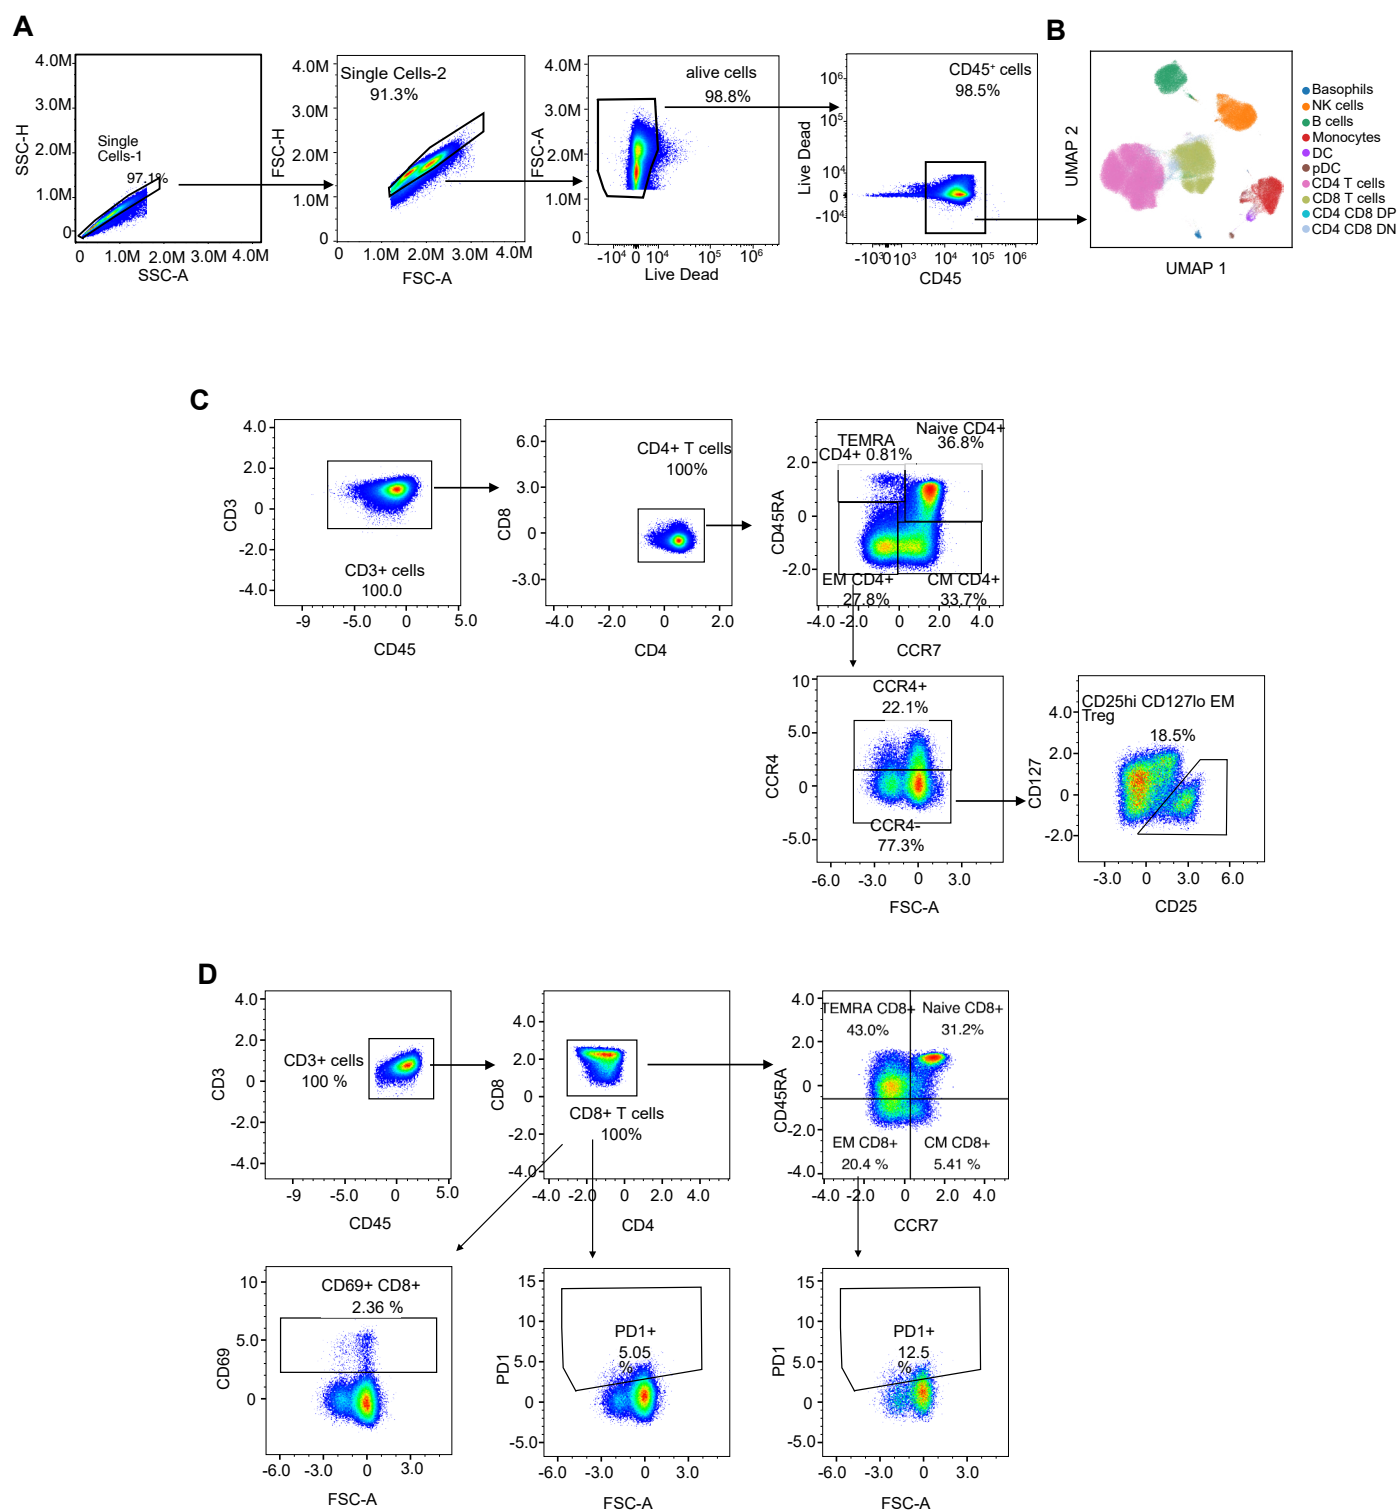 A
4.0M
3.0M
2.0M
1.0M
0
SSC-H
Single
Cells-1
97.1%
0 1.0M 2.0M 3.0M 4.0M
SSC-A
4.0M
3.0M
2.0M
1.0M
0
FSC-H
Single Cells-2
91.3%
0 1.0M 2.0M 3.0M 4.0M
FSC-A
4.0M
3.0M
2.0M
1.0M
0
FSC-A
alive cells
98.8%
-10⁴ 0 10⁴ 10⁵ 10⁶
Live Dead
10⁶
10⁵
10⁴
0
-10⁴
Live Dead
CD45⁺ cells
98.5%
-10³ 0 10³ 10⁴ 10⁵ 10⁶
CD45
B
UMAP 2
UMAP 1
Basophils
NK cells
B cells
Monocytes
DC
pDC
CD4 T cells
CD8 T cells
CD4 CD8 DP
CD4 CD8 DN
C
4.0
2.0
0
-2.0
-4.0
CD3
CD3+ cells
100.0
-9 -5.0 0 5.0
CD45
6.0
3.0
0
-3.0
CD8
CD4+ T cells
100%
-4.0 -2.0 0 2.0
CD4
2.0
0
-2.0
CD45RA
TEMRA
CD4+ 0.81%
Naive CD4+
36.8%
EM CD4+
27.8%
CM CD4+
33.7%
-4.0 -2.0 0 2.0 4.0
CCR7
10
5.0
0
-5.0
CCR4
CCR4+
22.1%
CCR4-
77.3%
-6.0 -3.0 0 3.0
FSC-A
4.0
2.0
0
-2.0
CD127
CD25hi CD127lo EM
Treg
18.5%
-3.0 0 3.0 6.0
CD25
D
4.0
2.0
0
-2.0
-4.0
CD3
CD3+ cells
100 %
-9 -5.0 0 5.0
CD45
4.0
2.0
0
-2.0
-4.0
CD8
CD8+ T cells
100%
-4.0 -2.0 0 2.0 4.0
CD4
4.0
2.0
0
-2.0
-4.0
CD45RA
TEMRA CD8+
43.0%
Naive CD8+
31.2%
EM CD8+
20.4 %
CM CD8+
5.41 %
-4.0 -2.0 0 2.0 4.0
CCR7
10
5.0
0
CD69
CD69+ CD8+
2.36 %
-6.0 -3.0 0 3.0
FSC-A
15
10
5.0
0
-5.0
PD1
PD1+
5.05
%
-6.0 -3.0 0 3.0
FSC-A
15
10
5.0
0
-5.0
PD1
PD1+
12.5
%
-6.0 -3.0 0 3.0
FSC-A